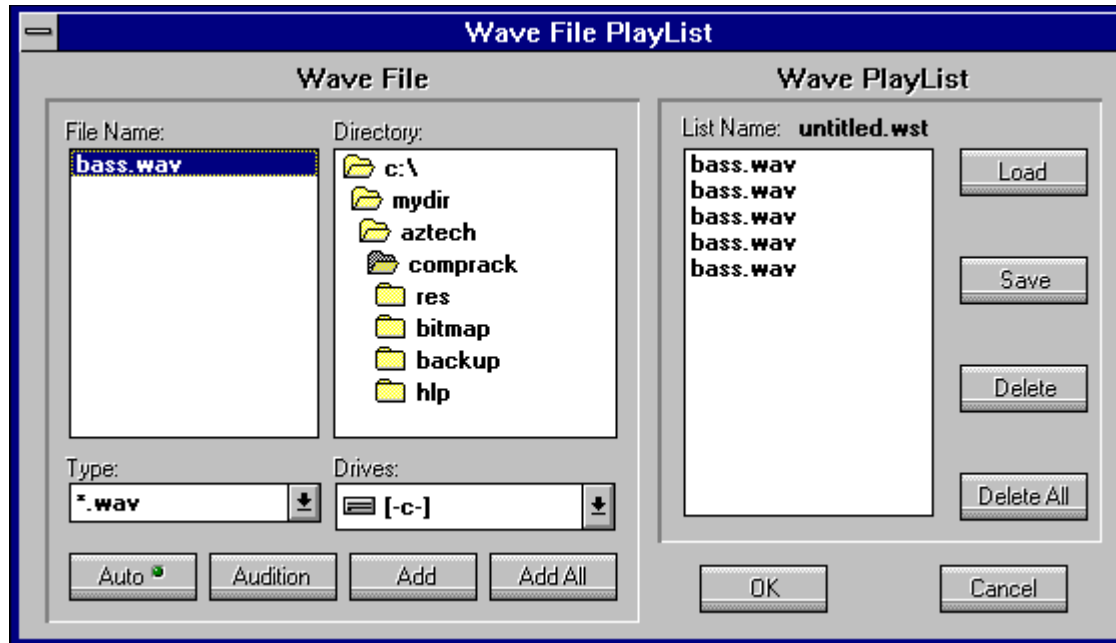 Wave File PlayList
Wave File
File Name:
bass.wav
Directory:
c:\
mydir
aztech
comprack
res
bitmap
backup
hlp
Type:
*.wav
Drives:
[-c-]
Auto
Audition
Add
Add All
Wave PlayList
List Name: untitled.wst
bass.wav
bass.wav
bass.wav
bass.wav
bass.wav
Load
Save
Delete
Delete All
OK
Cancel